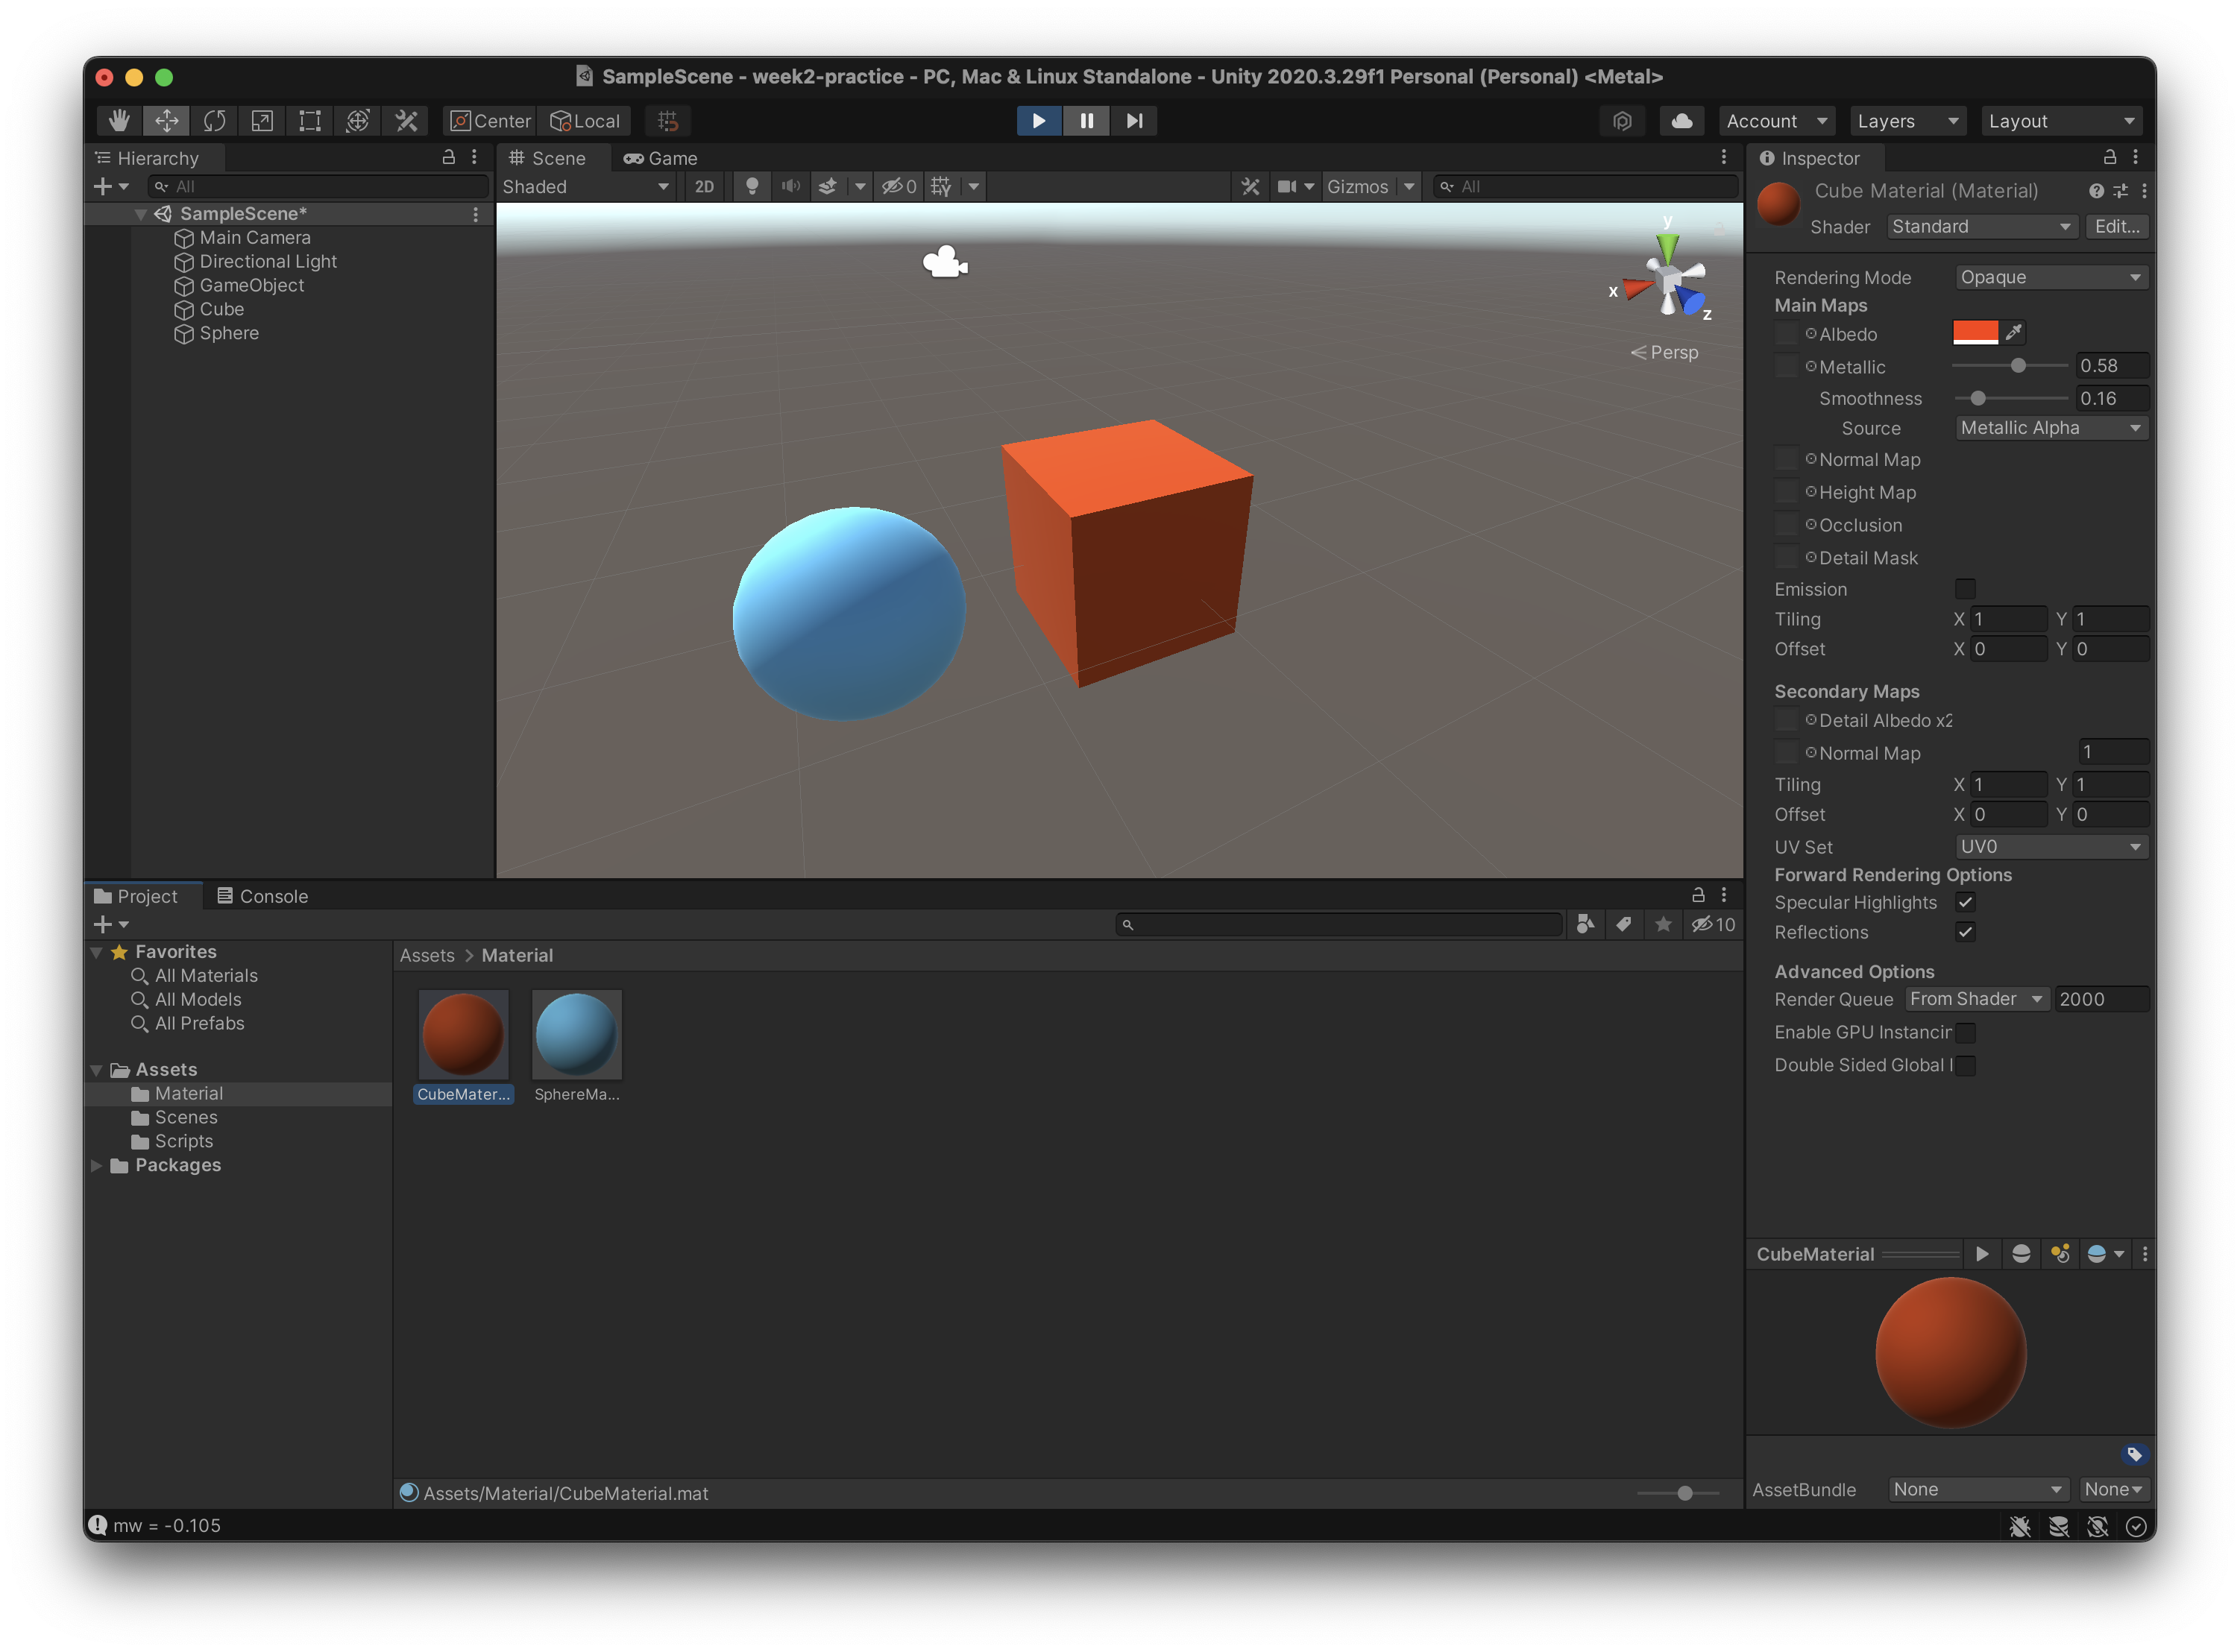 SampleScene - week2-practice - PC, Mac & Linux Standalone - Unity 2020.3.29f1 Personal (Personal) <Metal>
Center Local
Account Layers Layout
Hierarchy
All
SampleScene*
Main Camera
Directional Light
GameObject
Cube
Sphere
Scene Game
Shaded 2D 0 Gizmos All
y
x
z
Persp
Inspector
Cube Material (Material)
Shader Standard Edit...
Rendering Mode Opaque
Main Maps
Albedo
Metallic 0.58
Smoothness 0.16
Source Metallic Alpha
Normal Map
Height Map
Occlusion
Detail Mask
Emission
Tiling X 1 Y 1
Offset X 0 Y 0
Secondary Maps
Detail Albedo x2
Normal Map 1
Tiling X 1 Y 1
Offset X 0 Y 0
UV Set UV0
Forward Rendering Options
Specular Highlights
Reflections
Advanced Options
Render Queue From Shader 2000
Enable GPU Instancin
Double Sided Global I
Project Console
10
Favorites
All Materials
All Models
All Prefabs
Assets
Material
Scenes
Scripts
Packages
Assets > Material
CubeMater... SphereMa...
Assets/Material/CubeMaterial.mat
CubeMaterial
AssetBundle None None
mw = -0.105